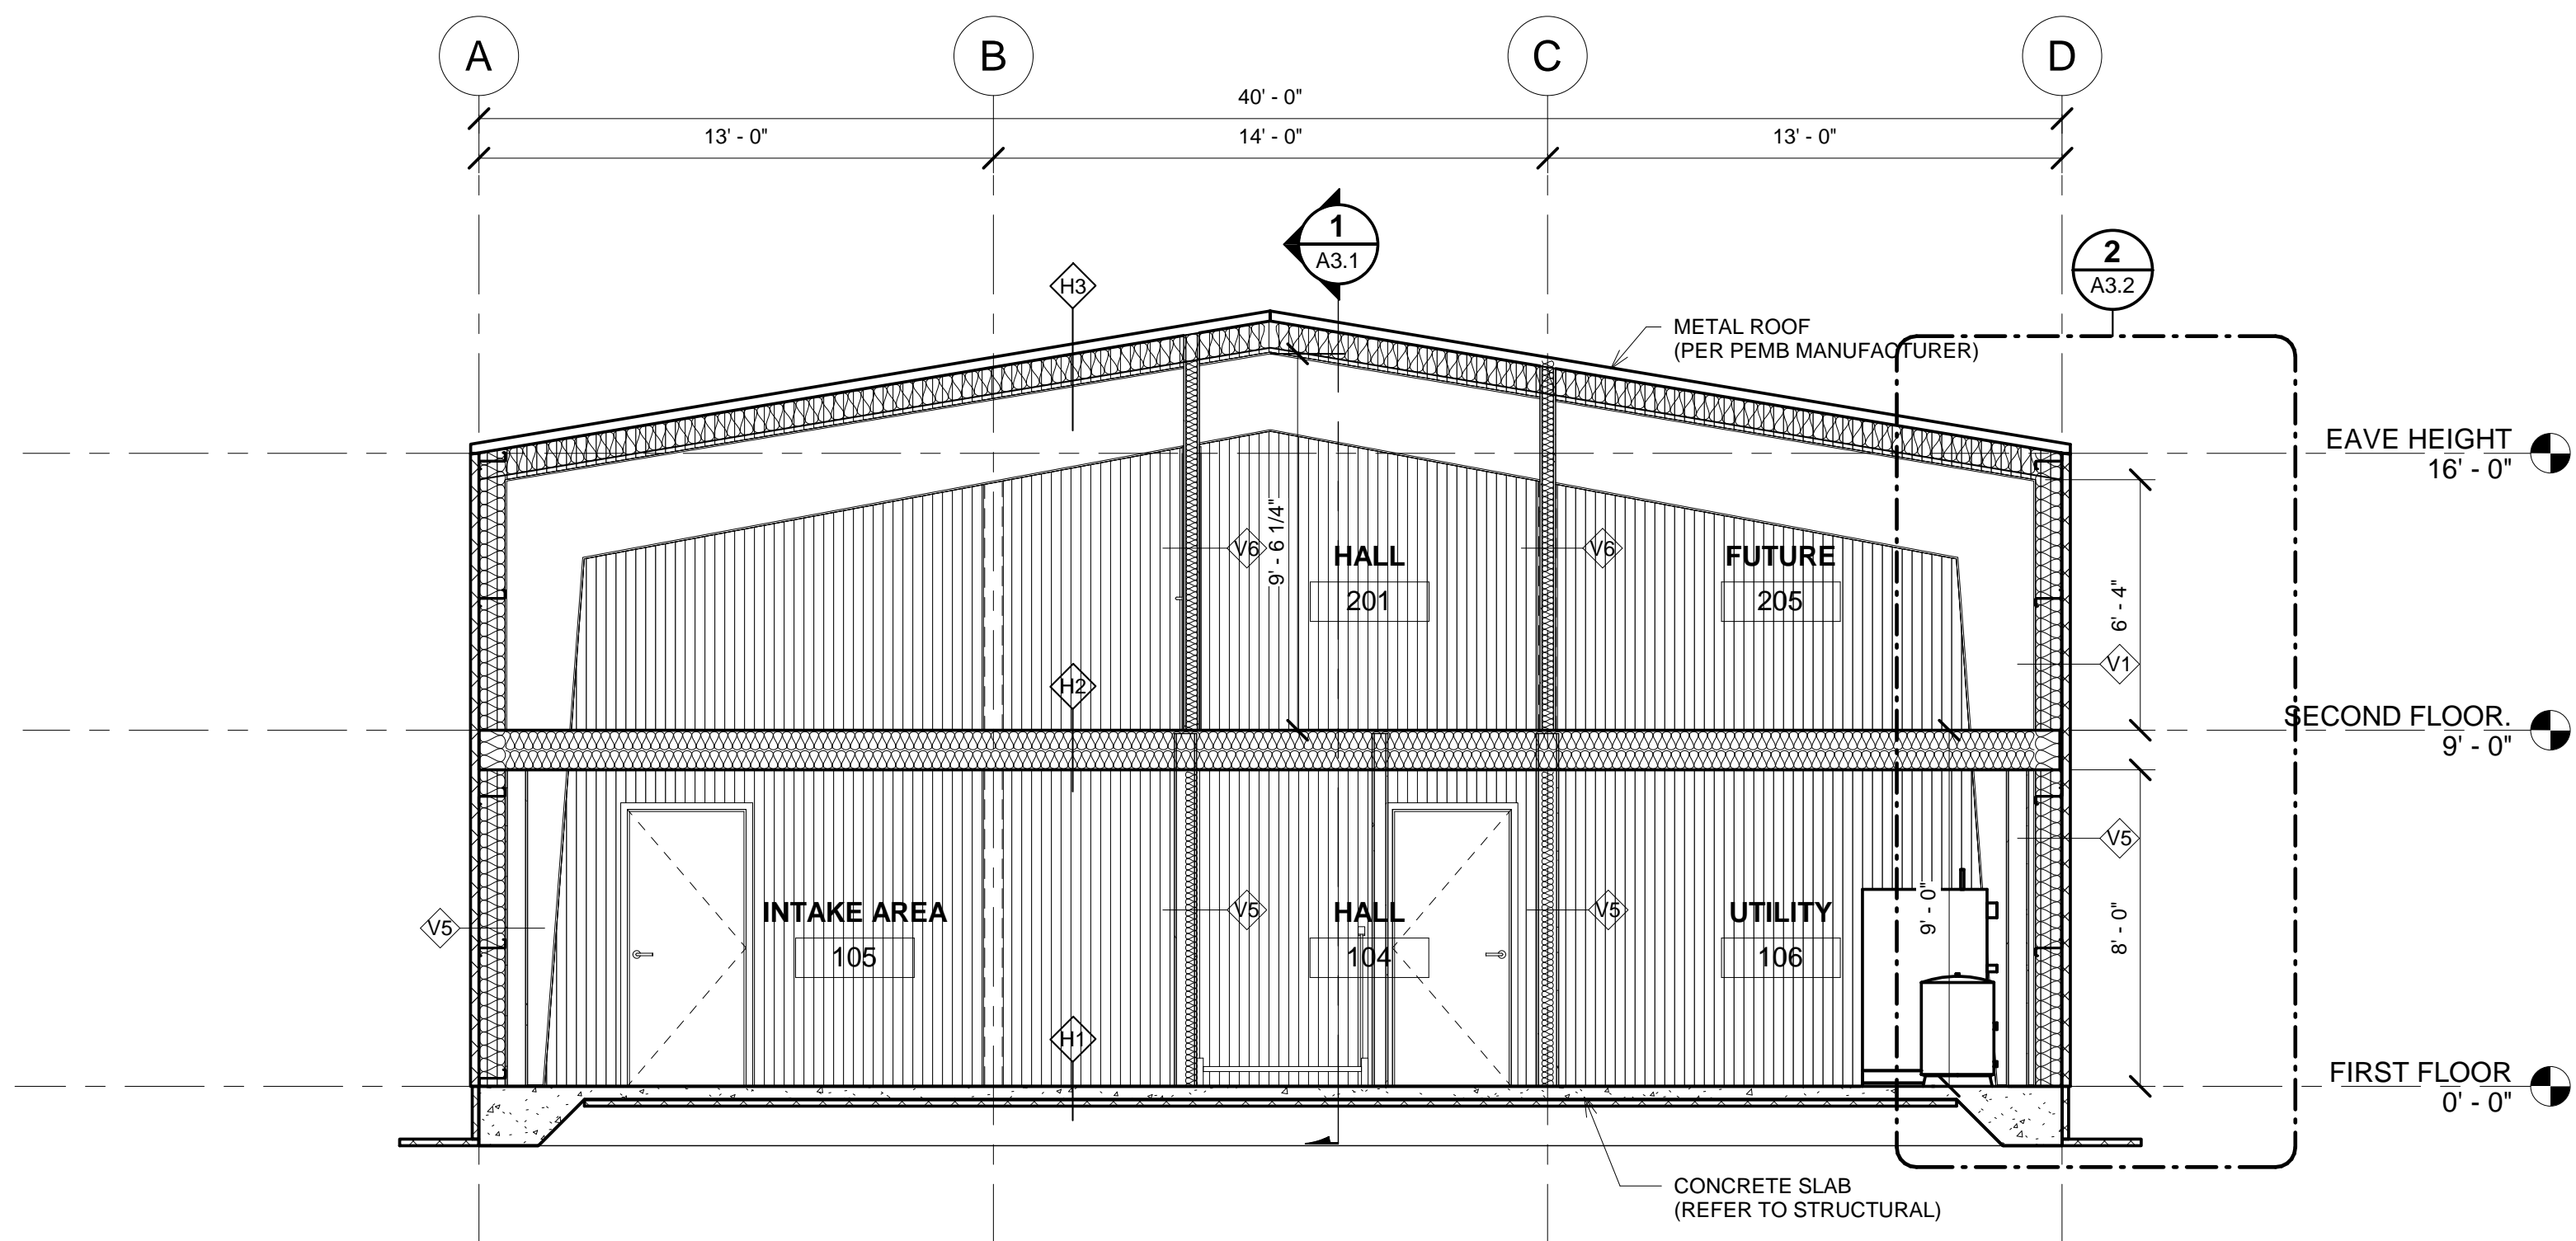 A
B
C
D
40' - 0"
13' - 0"
14' - 0"
13' - 0"
1
A3.1
2
A3.2
H3
METAL ROOF
(PER PEMB MANUFACTURER)
EAVE HEIGHT
16' - 0"
9' - 6 1/4"
V6
HALL
201
V6
FUTURE
205
6' - 4"
V1
H2
SECOND FLOOR.
9' - 0"
V5
V5
INTAKE AREA
105
V5
HALL
104
V5
UTILITY
106
9' - 0"
8' - 0"
H1
FIRST FLOOR
0' - 0"
CONCRETE SLAB
(REFER TO STRUCTURAL)